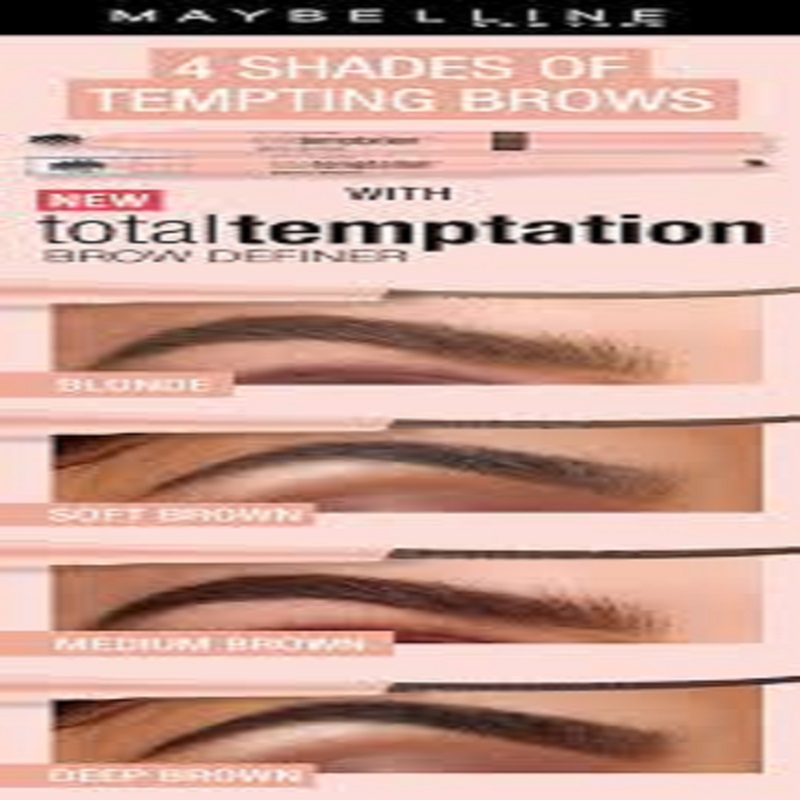 MAYBELLINE
4 SHADES OF
TEMPTING BROWS
WITH
NEW
totaltemptation
BROW DEFINER
BLONDE
SOFT BROWN
MEDIUM BROWN
DEEP BROWN